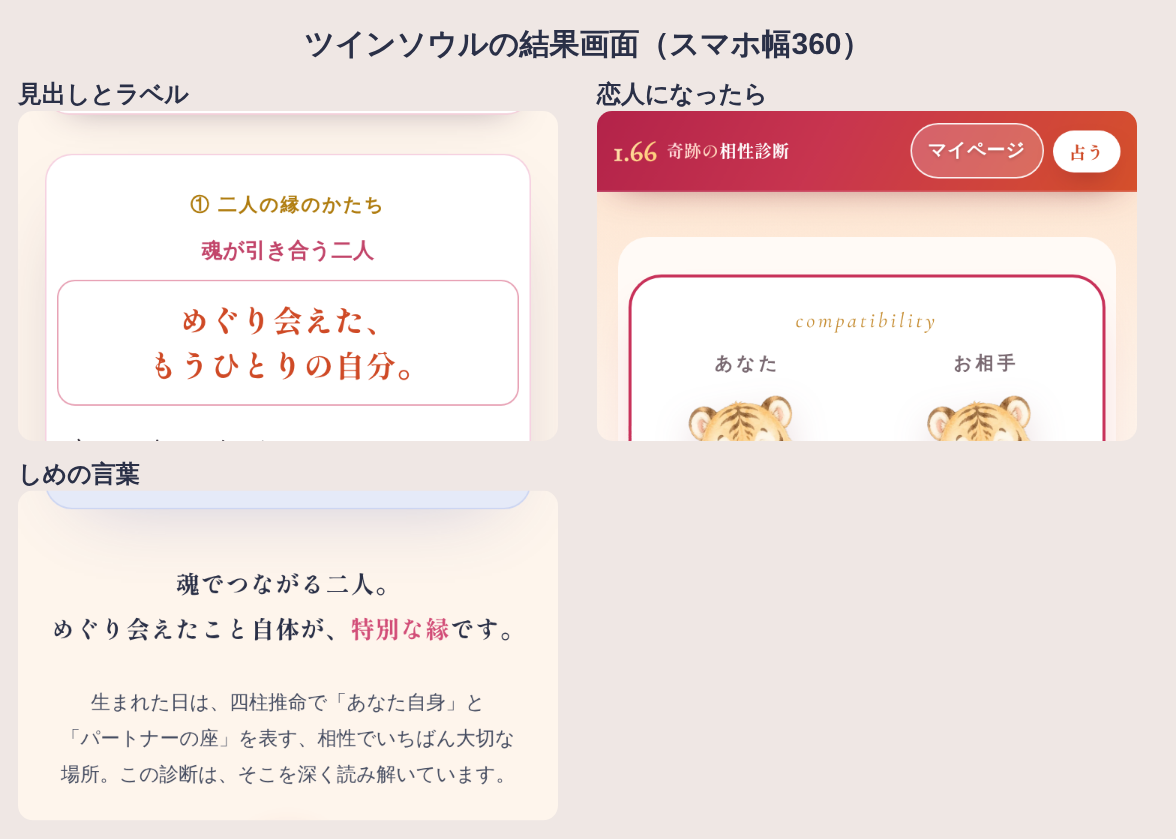 ツインソウルの結果画面（スマホ幅360）
見出しとラベル
① 二人の縁のかたち
魂が引き合う二人
めぐり会えた、
もうひとりの自分。
恋人になったら
1.66 奇跡の相性診断 マイページ 占う
compatibility
あなた お相手
しめの言葉
魂でつながる二人。
めぐり会えたこと自体が、特別な縁です。
生まれた日は、四柱推命で「あなた自身」と
「パートナーの座」を表す、相性でいちばん大切な
場所。この診断は、そこを深く読み解いています。